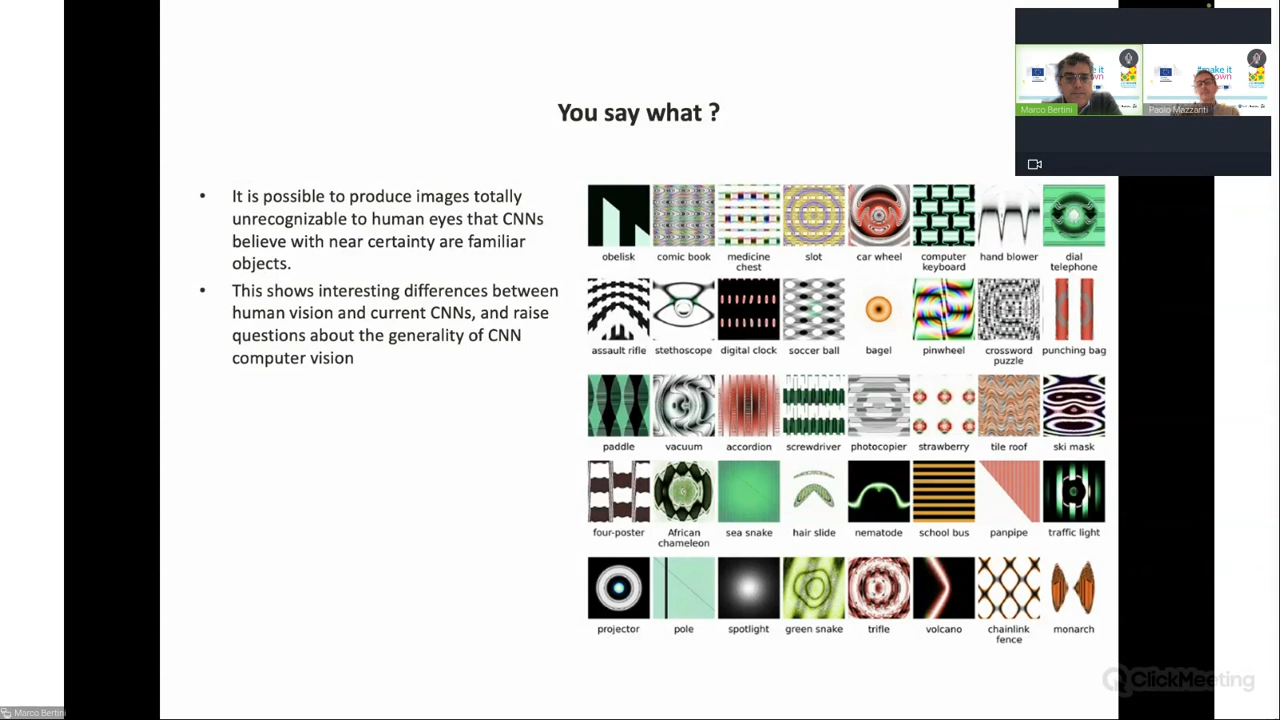 #make it
own
Marco Bertini
Paolo Mazzanti
You say what ?
• It is possible to produce images totally
unrecognizable to human eyes that CNNs
believe with near certainty are familiar
objects.
• This shows interesting differences between
human vision and current CNNs, and raise
questions about the generality of CNN
computer vision
obelisk comic book medicine chest slot car wheel computer keyboard hand blower dial telephone
assault rifle stethoscope digital clock soccer ball bagel pinwheel crossword puzzle punching bag
paddle vacuum accordion screwdriver photocopier strawberry tile roof ski mask
four-poster African chameleon sea snake hair slide nematode school bus panpipe traffic light
projector pole spotlight green snake trifle volcano chainlink fence monarch
ClickMeeting
Marco Bertini